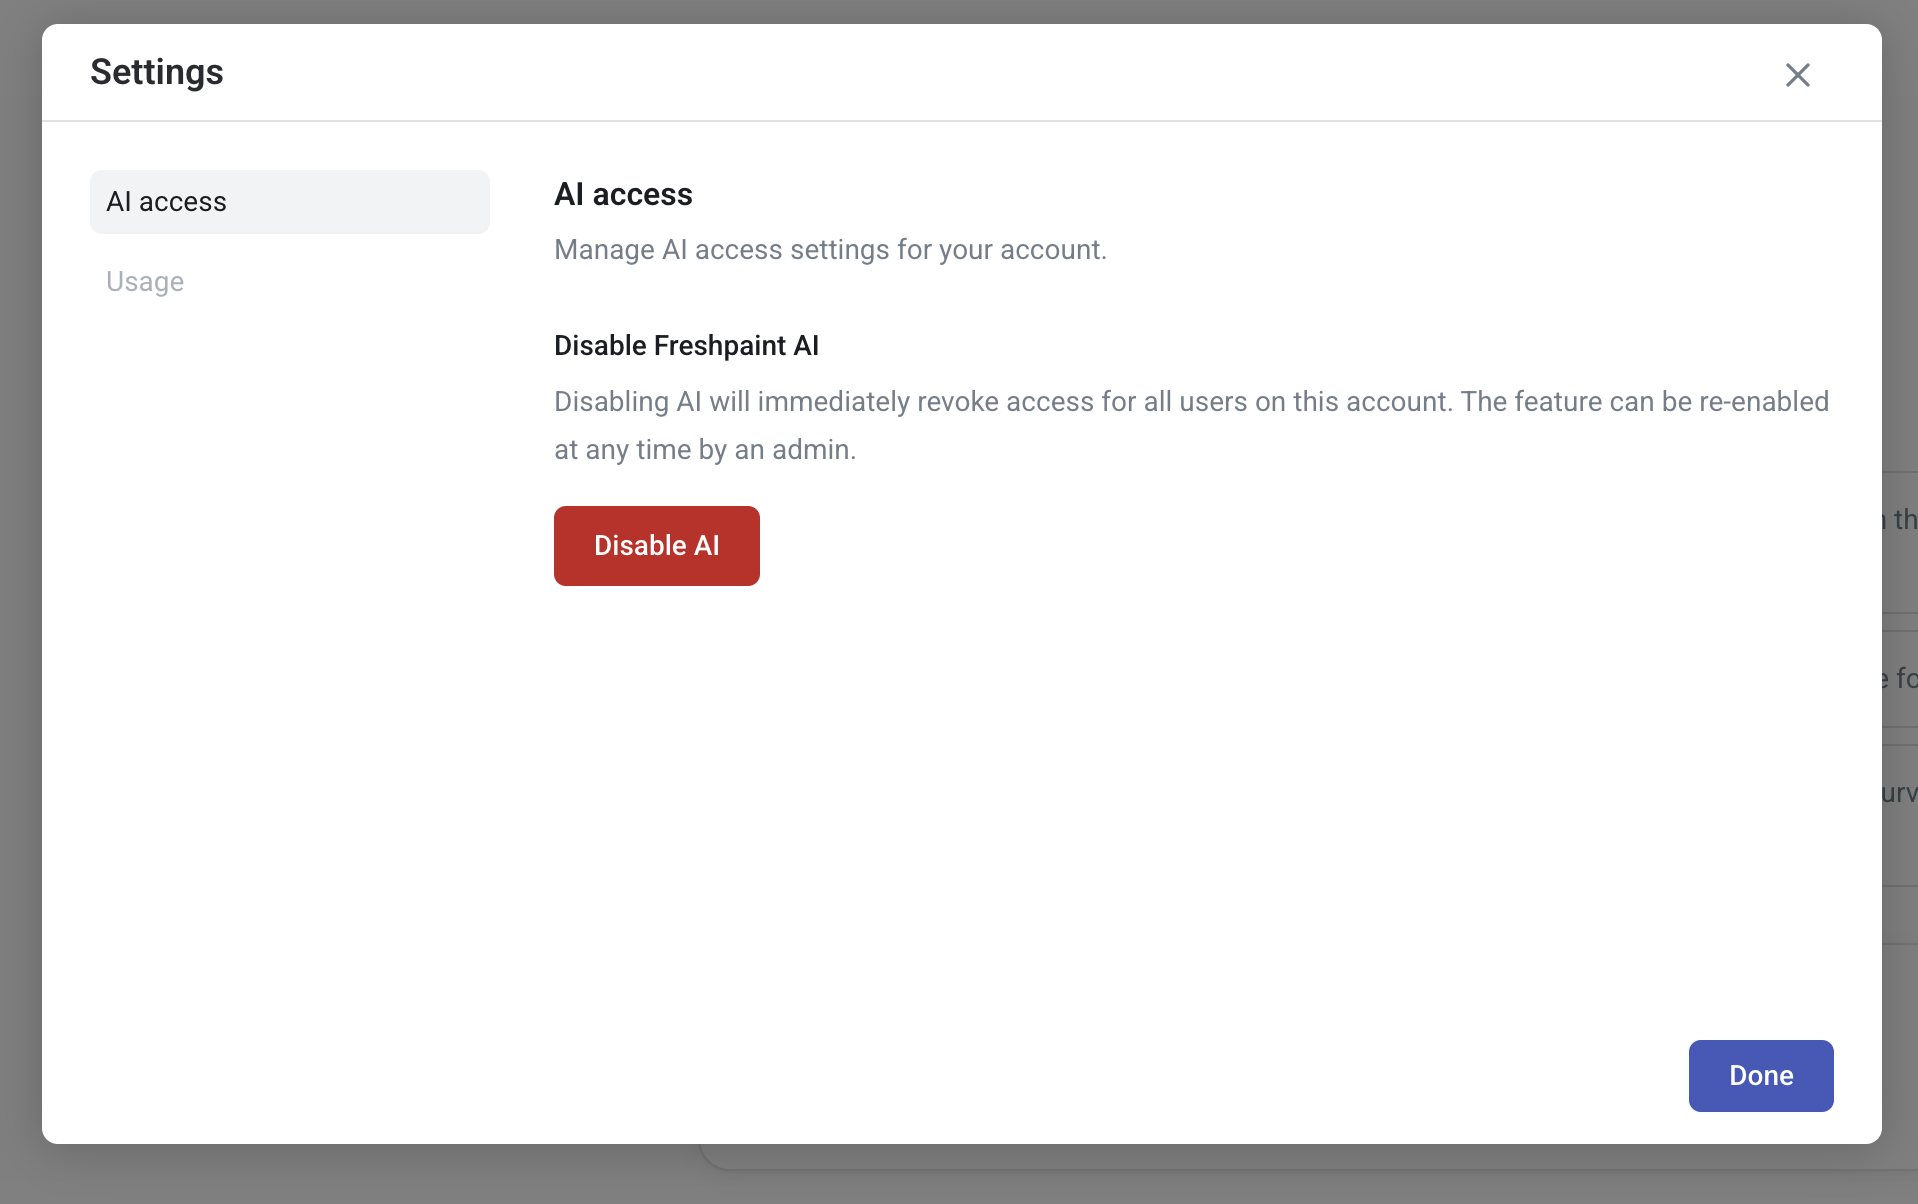 Settings
AI access
Usage
AI access
Manage AI access settings for your account.
Disable Freshpaint AI
Disabling AI will immediately revoke access for all users on this account. The feature can be re-enabled
at any time by an admin.
Disable AI
Done